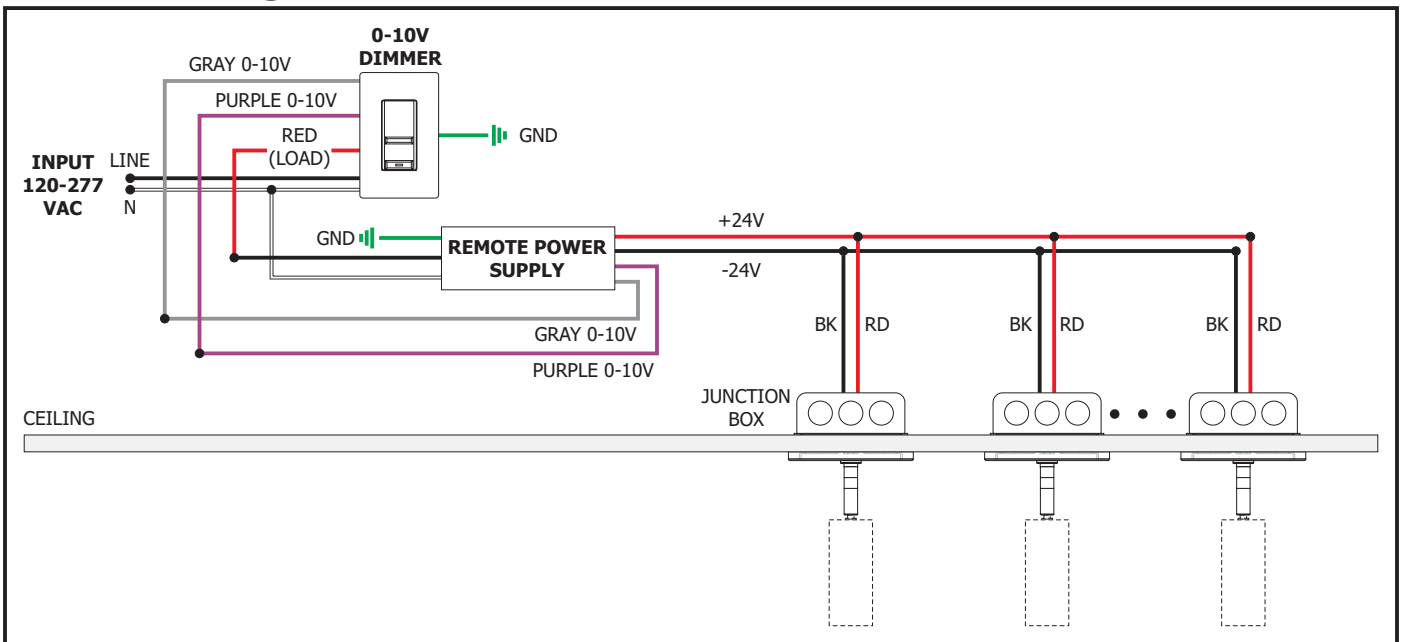 0-10V
DIMMER
GRAY 0-10V
PURPLE 0-10V
RED
(LOAD)
GND
INPUT
120-277
VAC
LINE
N
GND
REMOTE POWER
SUPPLY
+24V
-24V
GRAY 0-10V
PURPLE 0-10V
BK
RD
BK
RD
BK
RD
JUNCTION
BOX
CEILING